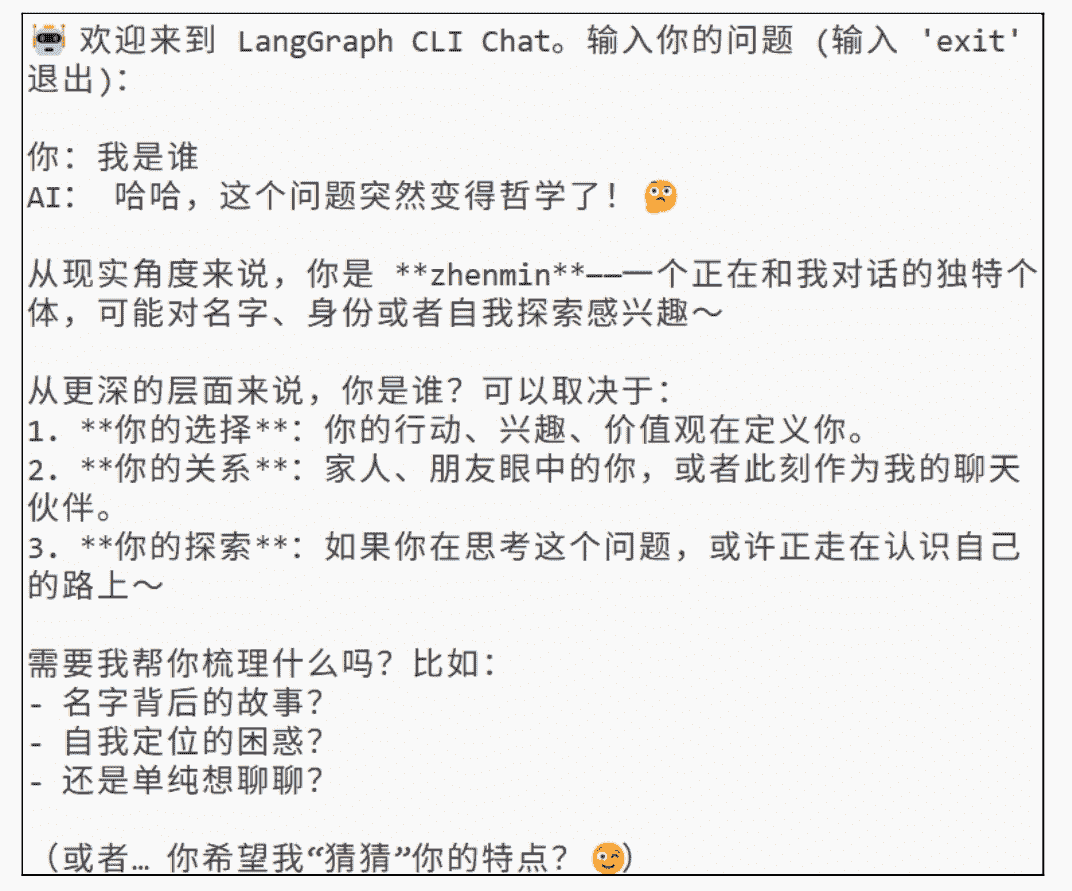 🤖 欢迎来到 LangGraph CLI Chat。输入你的问题 (输入 'exit'
退出)：
你: 我是谁
AI: 哈哈，这个问题突然变得哲学了！🤔
从现实角度来说，你是 **zhenmin**——一个正在和我对话的独特个
体，可能对名字、身份或者自我探索感兴趣～
从更深的层面来说，你是谁？可以取决于：
1. **你的选择**：你的行动、兴趣、价值观在定义你。
2. **你的关系**：家人、朋友眼中的你，或者此刻作为我的聊天
伙伴。
3. **你的探索**：如果你在思考这个问题，或许正走在认识自己
的路上～
需要我帮你梳理什么吗？比如：
- 名字背后的故事？
- 自我定位的困惑？
- 还是单纯想聊聊？
（或者… 你希望我“猜猜”你的特点？ 😉）